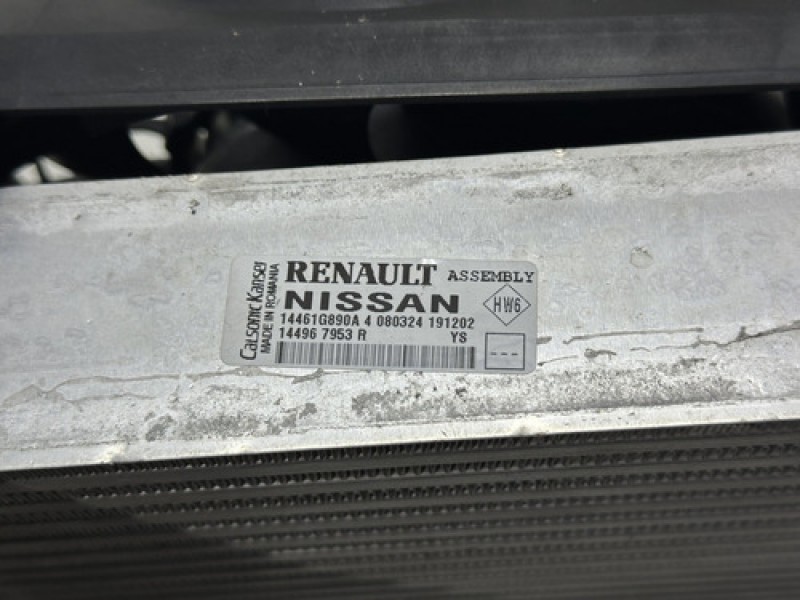 Calsonic Kansei
MADE IN ROMANIA
RENAULT ASSEMBLY
NISSAN
HW6
14461G890A 4 080324 191202
14496 7953 R YS
---